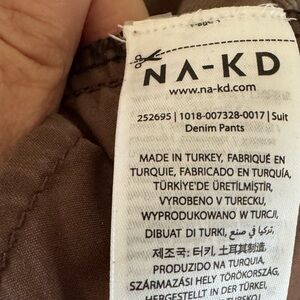 NA-KD
www.na-kd.com
252695 | 1018-007328-0017 | Suit
Denim Pants
MADE IN TURKEY, FABRIQUÉ EN
TURQUIE, FABRICADO EN TURQUÍA,
TÜRKİYE'DE ÜRETİLMİŞTİR,
VYROBENO V TURECKU,
WYPRODUKOWANO W TURCJI,
DIBUAT DI TURKI, تركيا في صنع,
제조국: 터키, 土耳其制造,
PRODUZIDO NA TURQUIA,
SZÁRMAZÁSI HELY TÖRÖKORSZÁG,
HERGESTELLT IN DER TÜRKEI,